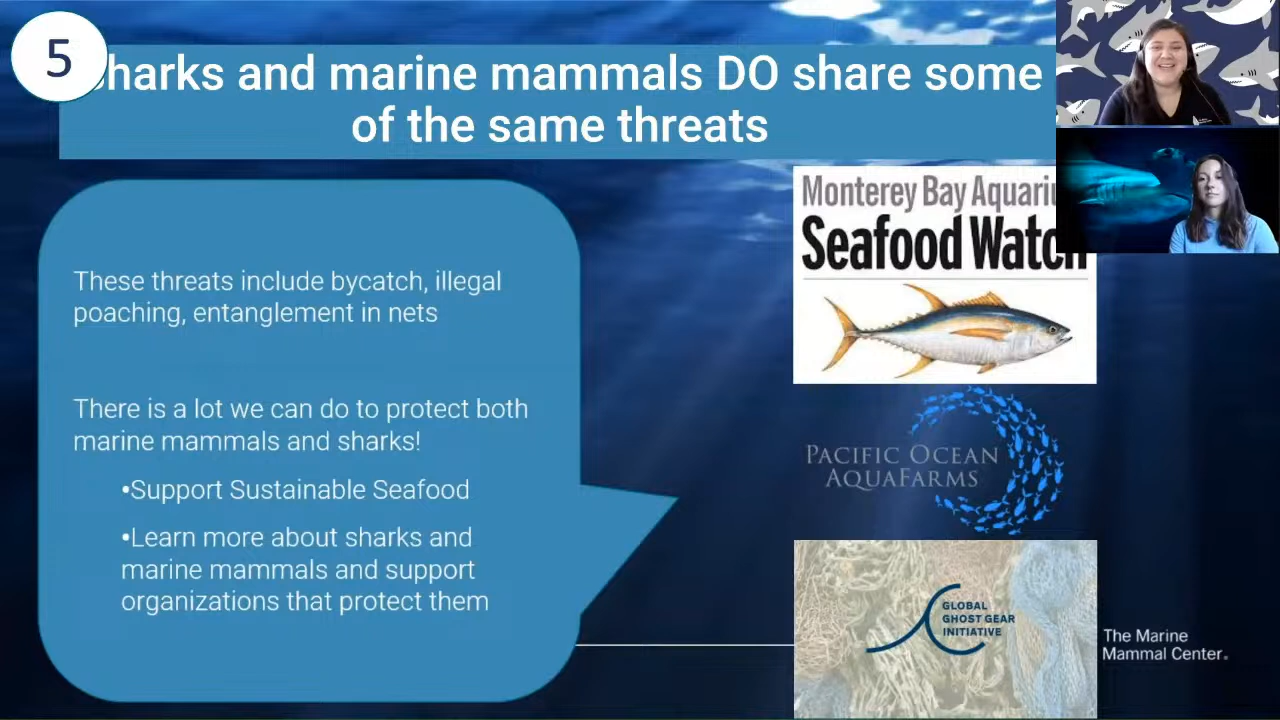 5
harks and marine mammals DO share some
of the same threats
These threats include bycatch, illegal
poaching, entanglement in nets
There is a lot we can do to protect both
marine mammals and sharks!
•Support Sustainable Seafood
•Learn more about sharks and
marine mammals and support
organizations that protect them
Monterey Bay Aquariu
Seafood Watch
PACIFIC OCEAN
AQUAFARMS
GLOBAL
GHOST GEAR
INITIATIVE
The Marine
Mammal Center®